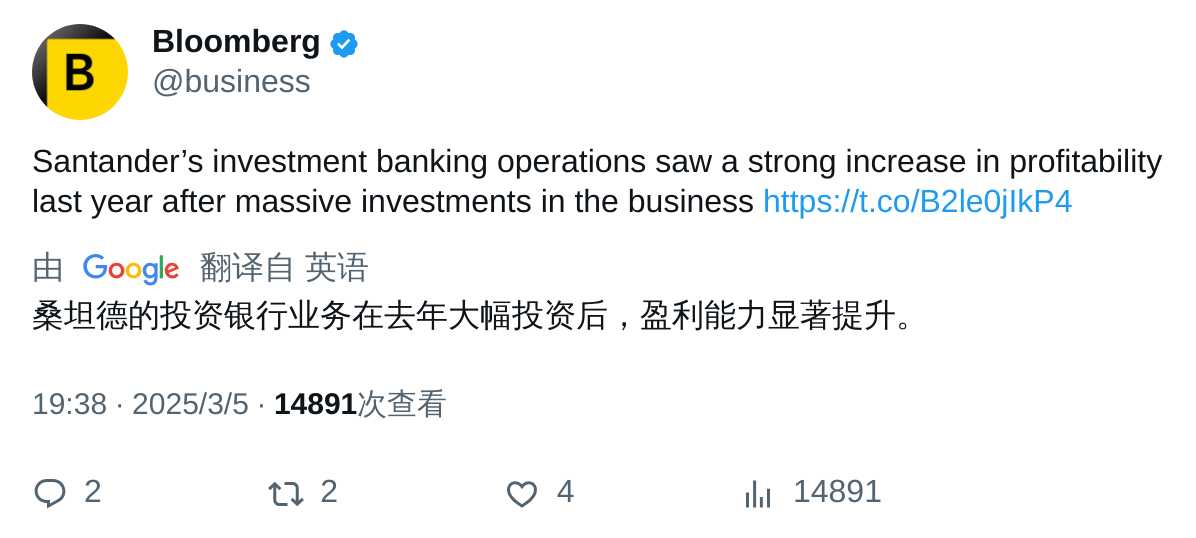 B
Bloomberg
@business
Santander’s investment banking operations saw a strong increase in profitability
last year after massive investments in the business https://t.co/B2le0jIkP4
由 Google 翻译自 英语
桑坦德的投资银行业务在去年大幅投资后，盈利能力显著提升。
19:38 · 2025/3/5 · 14891次查看
2 2 4 14891